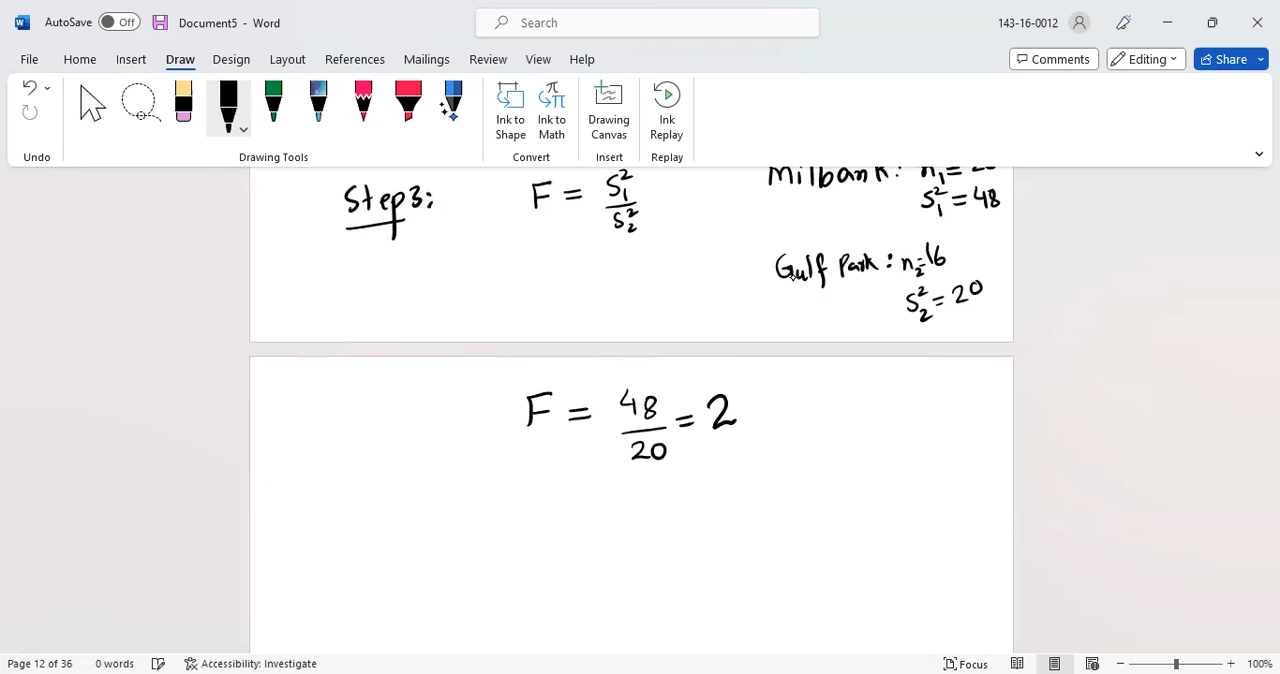 AutoSave Off Document5 - Word Search 143-16-0012
File Home Insert Draw Design Layout References Mailings Review View Help Comments Editing Share
Undo Ink to Shape Ink to Math Drawing Canvas Ink Replay
Drawing Tools Convert Insert Replay
Milbank: n₁ =
Step3: F = S₁²/S₂² S₁² = 48
Gulf Park: n₂=16
S₂² = 20
F = 48/20 = 2
Page 12 of 36 0 words Accessibility: Investigate Focus 100%